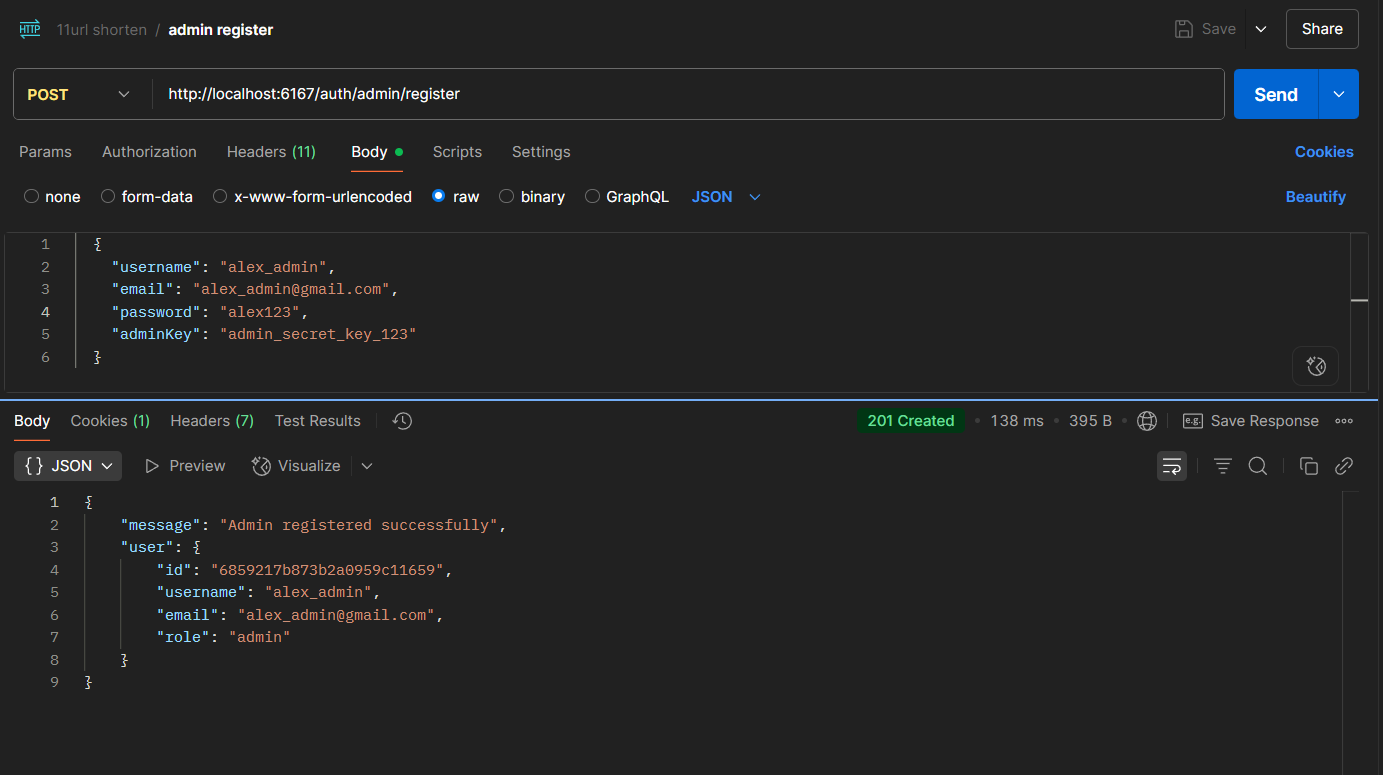 HTTP 11url shorten / admin register Save Share
POST http://localhost:6167/auth/admin/register Send
Params Authorization Headers (11) Body Scripts Settings Cookies
none form-data x-www-form-urlencoded raw binary GraphQL JSON Beautify
1 {
2 "username": "alex_admin",
3 "email": "alex_admin@gmail.com",
4 "password": "alex123",
5 "adminKey": "admin_secret_key_123"
6 }
Body Cookies (1) Headers (7) Test Results 201 Created • 138 ms • 395 B • e.g. Save Response
{} JSON Preview Visualize
1 {
2 "message": "Admin registered successfully",
3 "user": {
4 "id": "6859217b873b2a0959c11659",
5 "username": "alex_admin",
6 "email": "alex_admin@gmail.com",
7 "role": "admin"
8 }
9 }